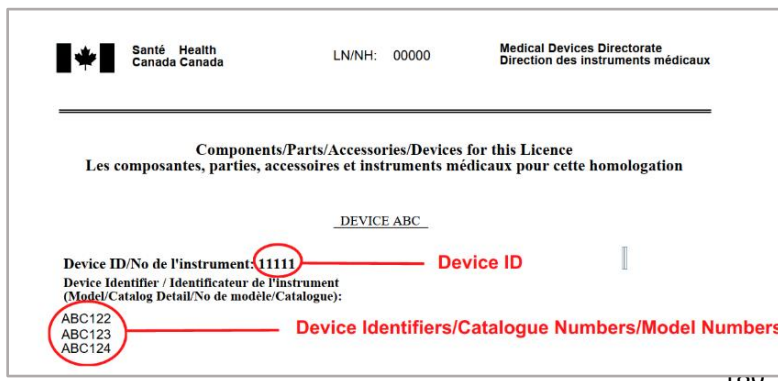 Santé Health
Canada Canada
LN/NH: 00000
Medical Devices Directorate
Direction des instruments médicaux
Components/Parts/Accessories/Devices for this Licence
Les composantes, parties, accessoires et instruments médicaux pour cette homologation
DEVICE ABC
Device ID/No de l'instrument: 11111
Device ID
Device Identifier / Identificateur de l'instrument
(Model/Catalog Detail/No de modèle/Catalogue):
ABC122
ABC123
ABC124
Device Identifiers/Catalogue Numbers/Model Numbers